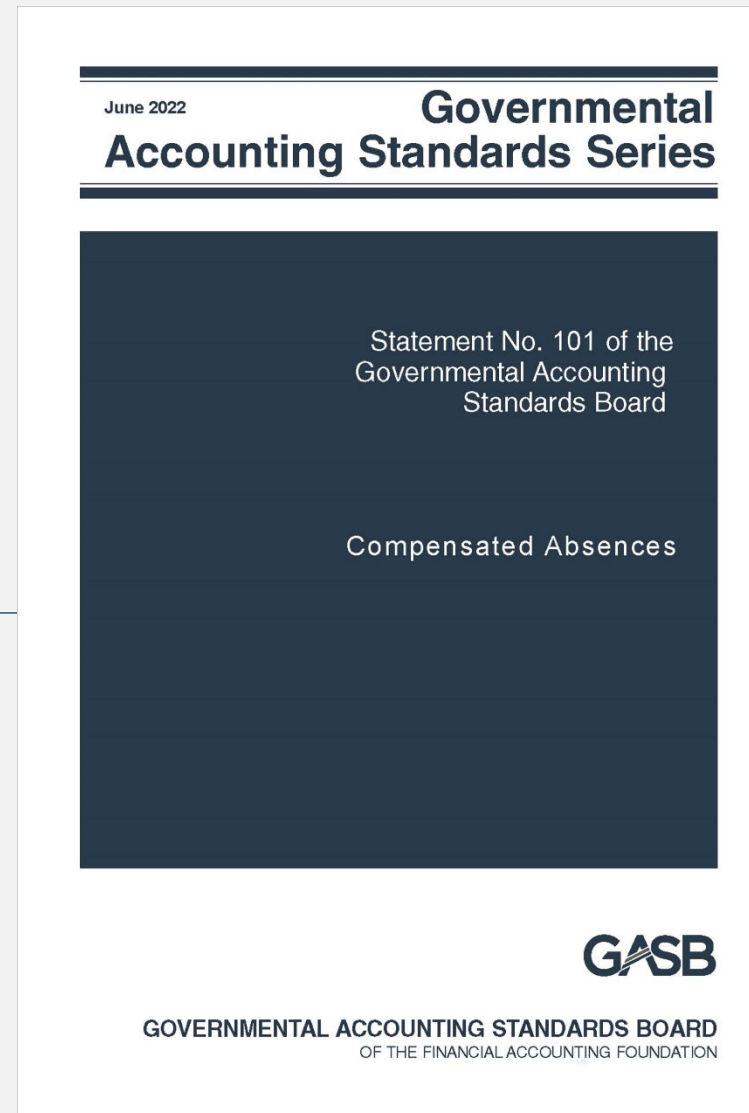 June 2022
Governmental
Accounting Standards Series
Statement No. 101 of the
Governmental Accounting
Standards Board
Compensated Absences
GASB
GOVERNMENTAL ACCOUNTING STANDARDS BOARD
OF THE FINANCIAL ACCOUNTING FOUNDATION